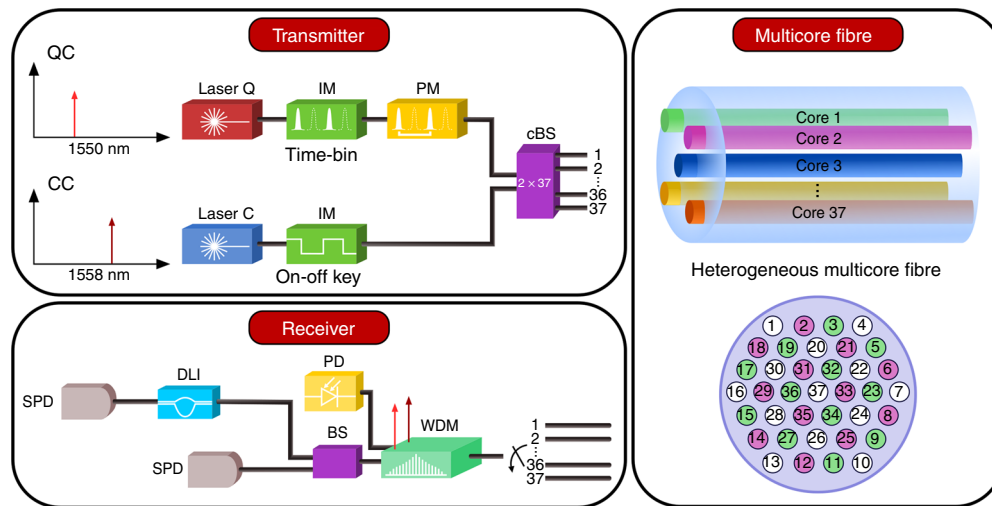 Transmitter
QC
1550 nm
Laser Q
IM
PM
Time-bin
cBS
2 × 37
1
2
36
37
CC
1558 nm
Laser C
IM
On-off key
Receiver
SPD
DLI
PD
SPD
BS
WDM
1
2
36
37
Multicore fibre
Core 1
Core 2
Core 3
Core 37
Heterogeneous multicore fibre
1 2 3 4
18 19 20 21 5
17 30 31 32 22 6
16 29 36 37 33 23 7
15 28 35 34 24 8
14 27 26 25 9
13 12 11 10